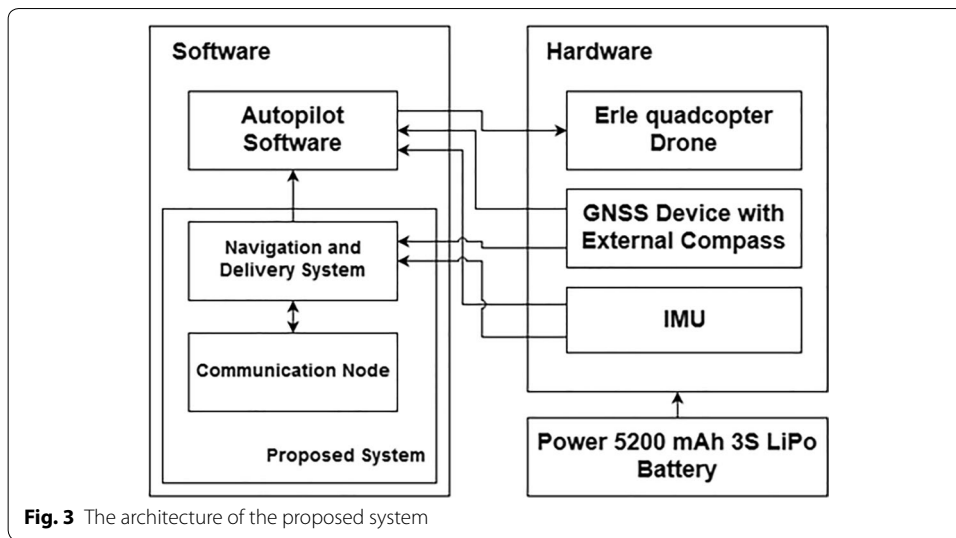 Software
Autopilot
Software
Navigation and
Delivery System
Communication Node
Proposed System
Hardware
Erle quadcopter
Drone
GNSS Device with
External Compass
IMU
Power 5200 mAh 3S LiPo
Battery
Fig. 3 The architecture of the proposed system